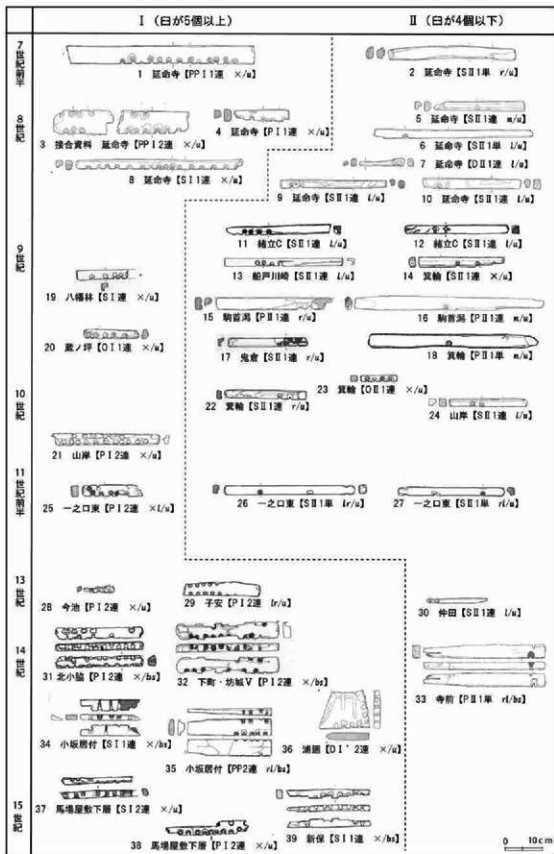 I（臼が5個以上）
II（臼が4個以下）
7世紀前半
1 延命寺【PPI1連 ×/u】
2 延命寺【SII1単 r/u】
8世紀
3 接合資料 延命寺【PPI2連 ×/u】
4 延命寺【PI1連 ×/u】
5 延命寺【SII1連 m/u】
6 延命寺【SII1単 l/u】
7 延命寺【DII1連 l/u】
8 延命寺【SI1連 ×/u】
9 延命寺【SII1連 l/u】
10 延命寺【SII1連 l/u】
9世紀
11 緒立C【SII1連 l/u】
12 緒立C【SII1連 l/u】
13 船戸川崎【SII1連 l/u】
14 箕輪【SII1連 ×/u】
19 八幡林【SI連 ×/u】
15 駒首潟【PII1連 r/u】
16 駒首潟【PII1連 m/u】
20 蔵ノ坪【OI1連 ×/u】
17 鬼倉【SII1連 r/u】
18 箕輪【PII1単 m/u】
10世紀
23 箕輪【OII1連 ×/u】
22 箕輪【SII1連 r/u】
24 山岸【SII1連 l/u】
21 山岸【PI2連 ×/u】
11世紀前半
25 一之口東【PI2連 ×l/u】
26 一之口東【SII1単 lr/u】
27 一之口東【SII1単 rl/u】
13世紀
28 今池【PI2連 ×/u】
29 子安【PI2連 lr/u】
30 仲田【SII1連 l/u】
14世紀
31 北小脇【PI2連 ×/bs】
32 下町・坊城V【PI2連 ×/bs】
33 寺前【PII1単 rl/bs】
34 小坂居付【SI1連 ×/bs】
35 小坂居付【PP2連 rl/bs】
36 浦廻【DI'2連 ×/u】
15世紀
37 馬場屋敷下層【SI2連 ×/u】
38 馬場屋敷下層【PI2連 ×/u】
39 新保【SI1連 ×/bs】
0 10cm